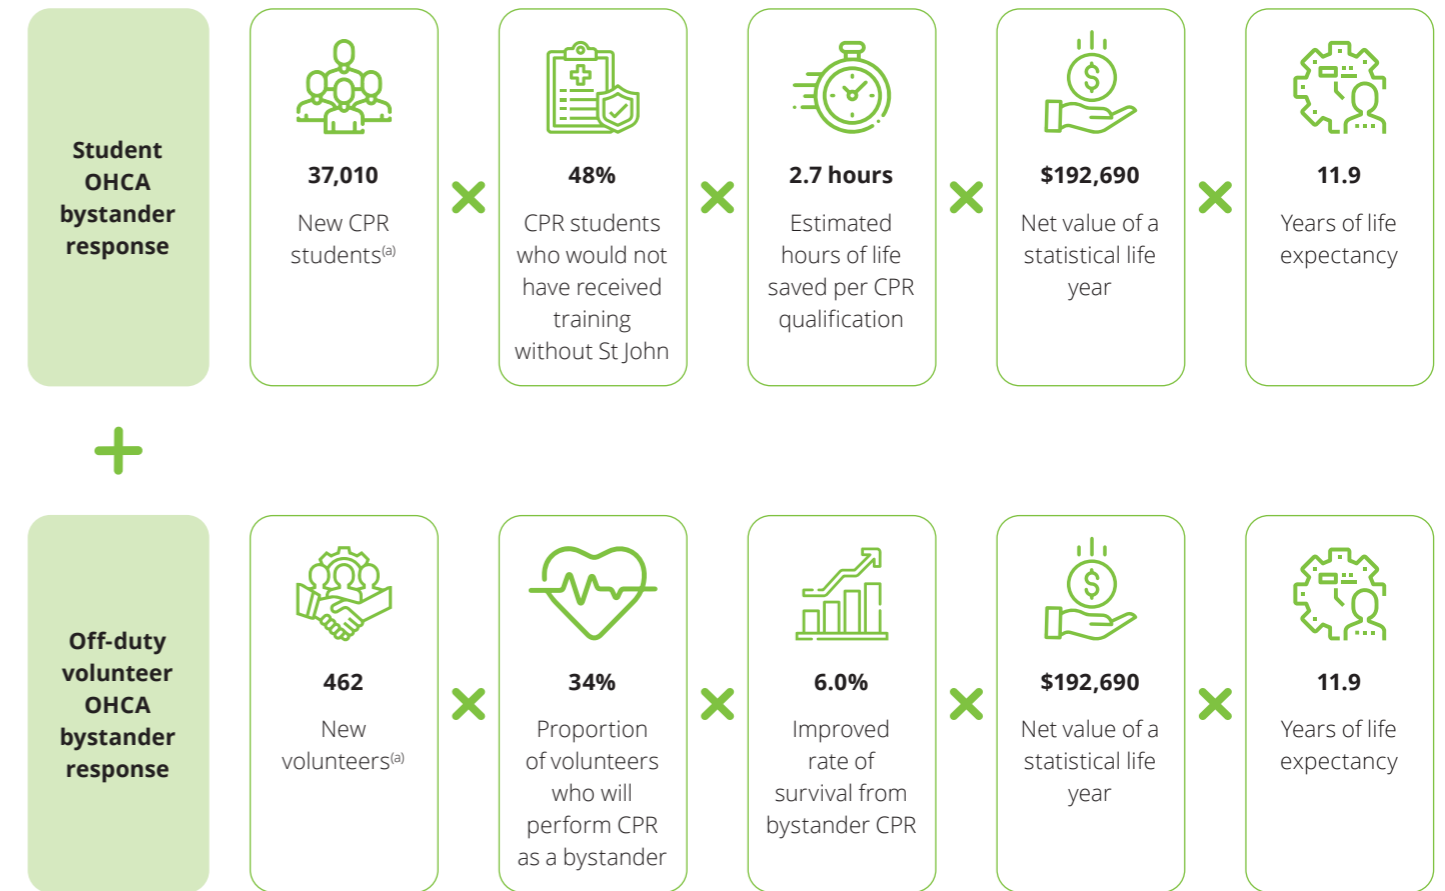 Student
OHCA
bystander
response
37,010
New CPR
students(a)
48%
CPR students
who would not
have received
training
without St John
2.7 hours
Estimated
hours of life
saved per CPR
qualification
$192,690
Net value of a
statistical life
year
11.9
Years of life
expectancy
Off-duty
volunteer
OHCA
bystander
response
462
New
volunteers(a)
34%
Proportion
of volunteers
who will
perform CPR
as a bystander
6.0%
Improved
rate of
survival from
bystander CPR
$192,690
Net value of a
statistical life
year
11.9
Years of life
expectancy